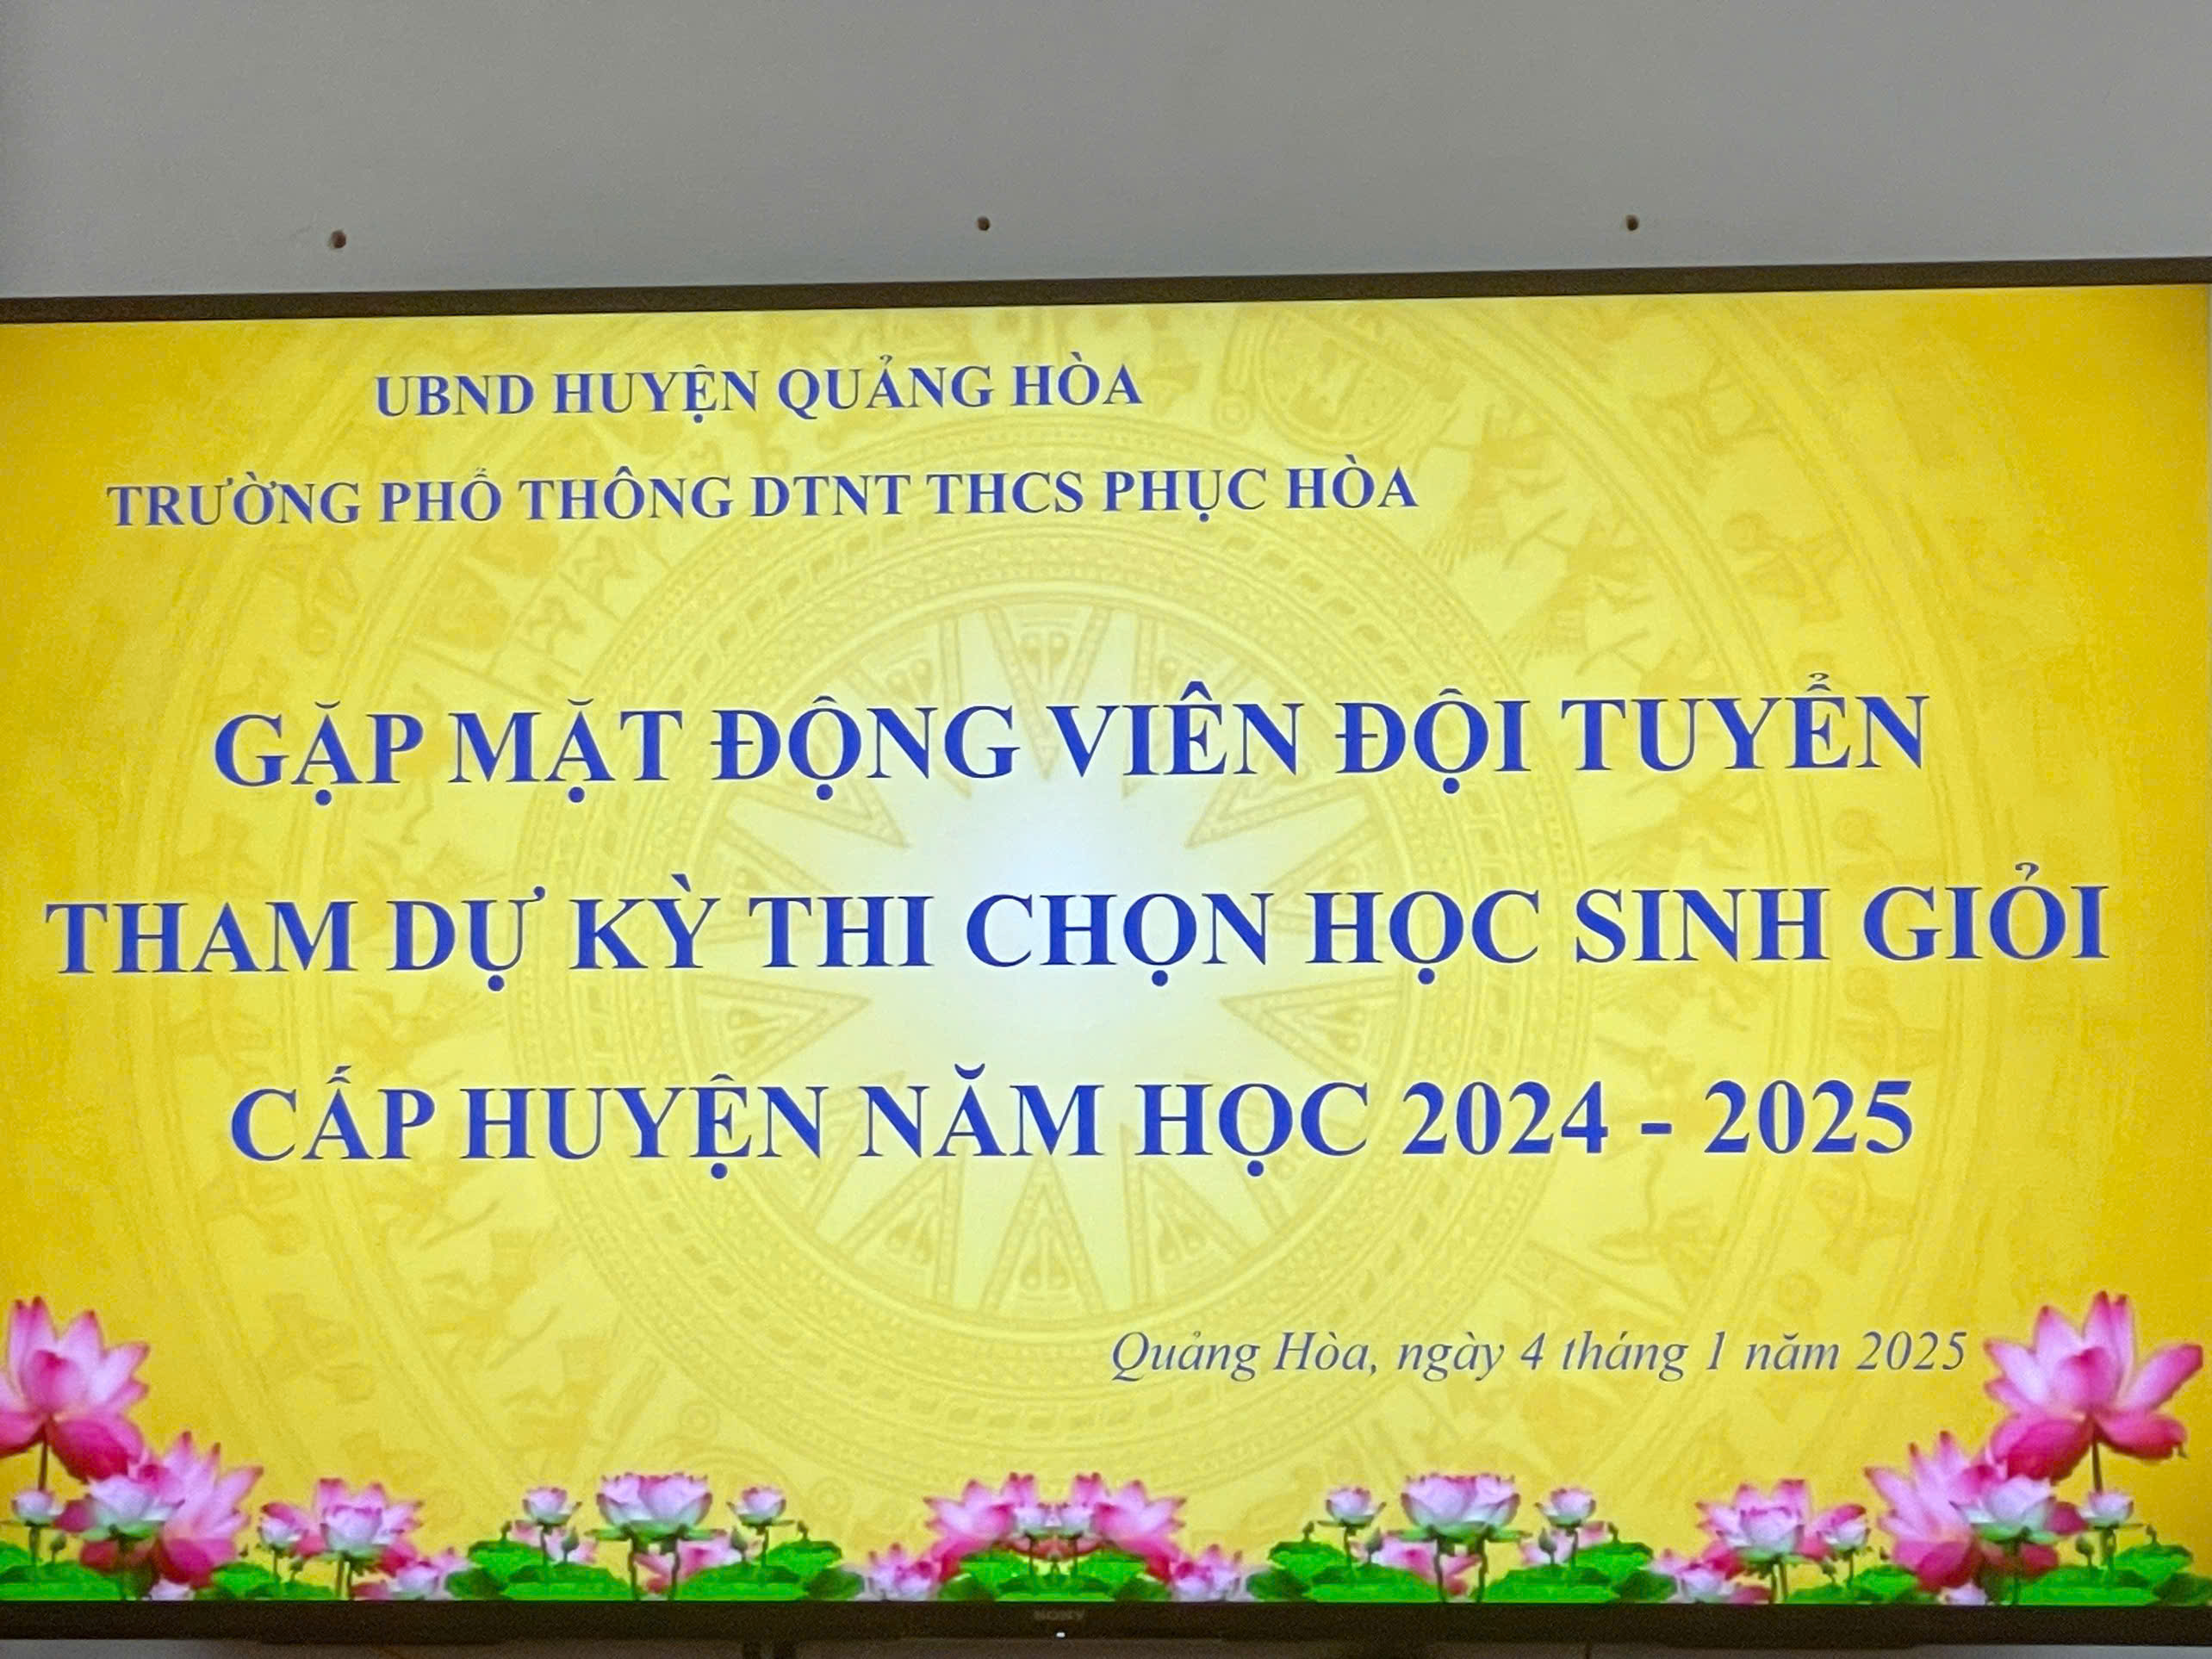 UBND HUYỆN QUẢNG HÒA
TRƯỜNG PHỔ THÔNG DTNT THCS PHỤC HÒA
GẶP MẶT ĐỘNG VIÊN ĐỘI TUYỂN
THAM DỰ KỲ THI CHỌN HỌC SINH GIỎI
CẤP HUYỆN NĂM HỌC 2024 - 2025
Quảng Hòa, ngày 4 tháng 1 năm 2025
SONY